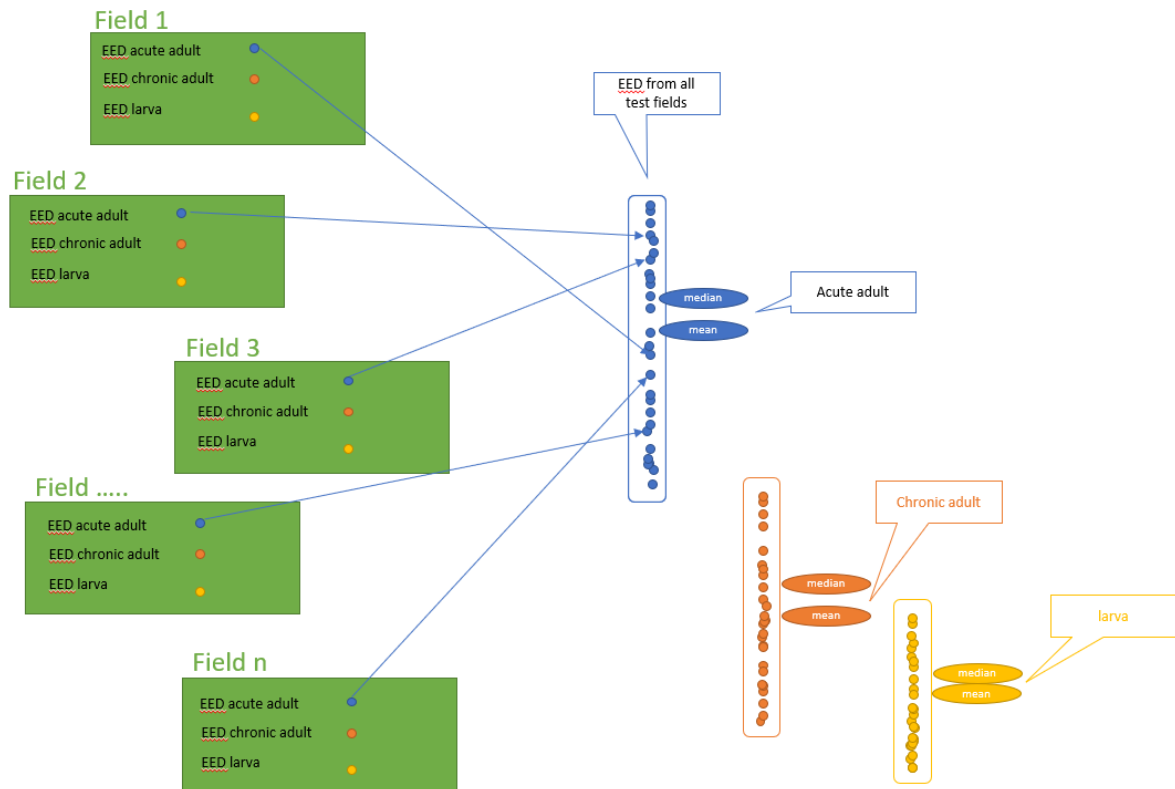 Field 1
EED acute adult
EED chronic adult
EED larva
Field 2
EED acute adult
EED chronic adult
EED larva
Field 3
EED acute adult
EED chronic adult
EED larva
Field .....
EED acute adult
EED chronic adult
EED larva
Field n
EED acute adult
EED chronic adult
EED larva
EED from all
test fields
median
mean
Acute adult
Chronic adult
median
mean
larva
median
mean